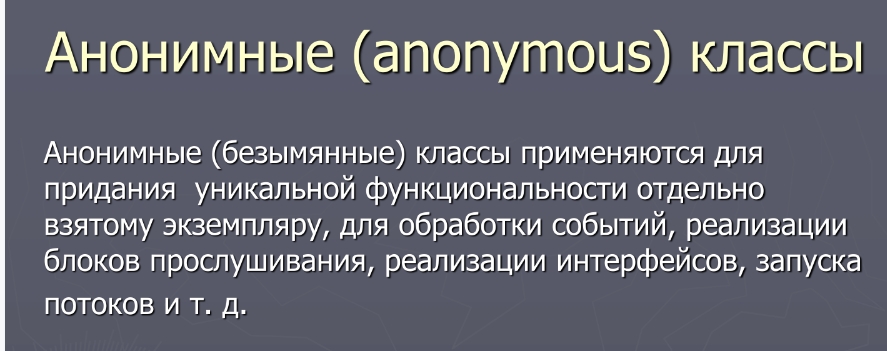 Анонимные (anonymous) классы
Анонимные (безымянные) классы применяются для
придания  уникальной функциональности отдельно
взятому экземпляру, для обработки событий, реализации
блоков прослушивания, реализации интерфейсов, запуска
потоков и т. д.